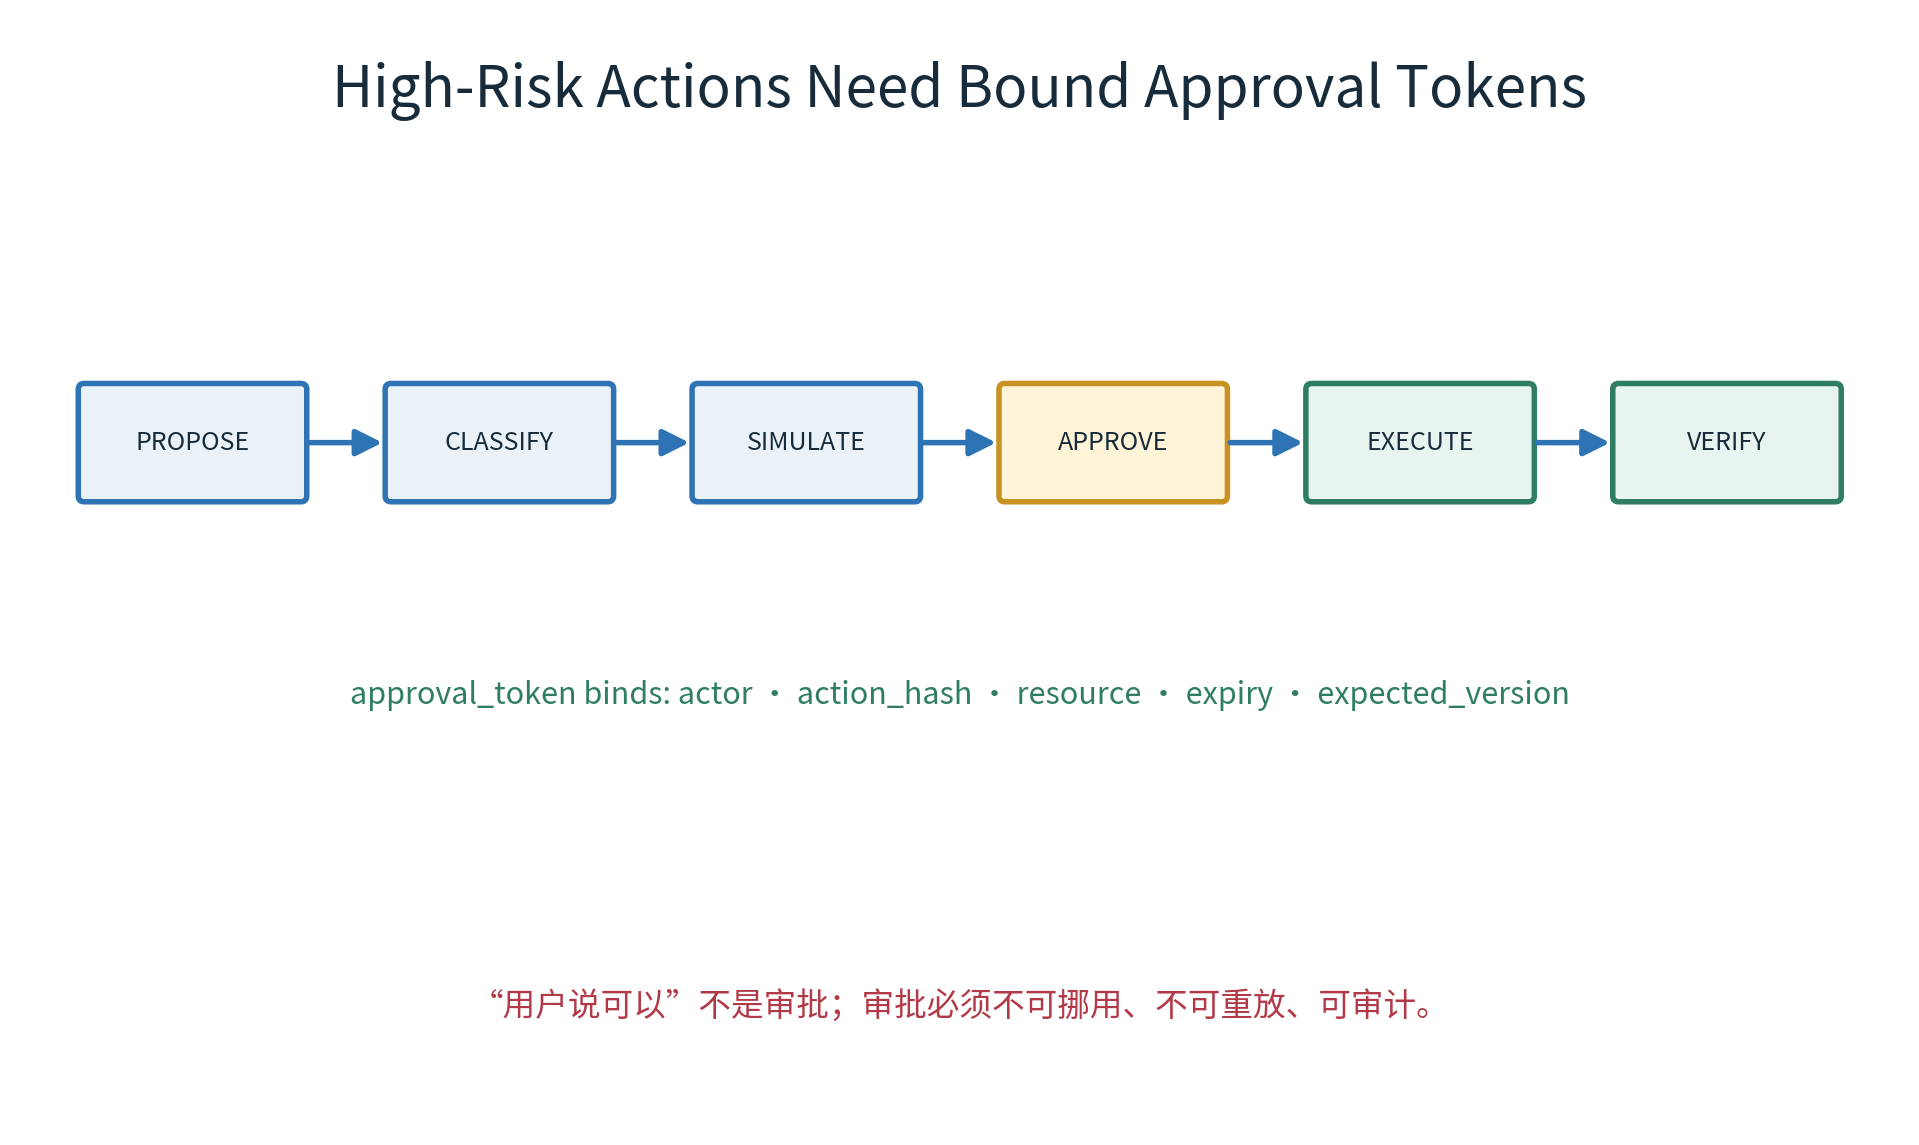 High-Risk Actions Need Bound Approval Tokens
PROPOSE
CLASSIFY
SIMULATE
APPROVE
EXECUTE
VERIFY
approval_token binds: actor · action_hash · resource · expiry · expected_version
“用户说可以”不是审批；审批必须不可挪用、不可重放、可审计。